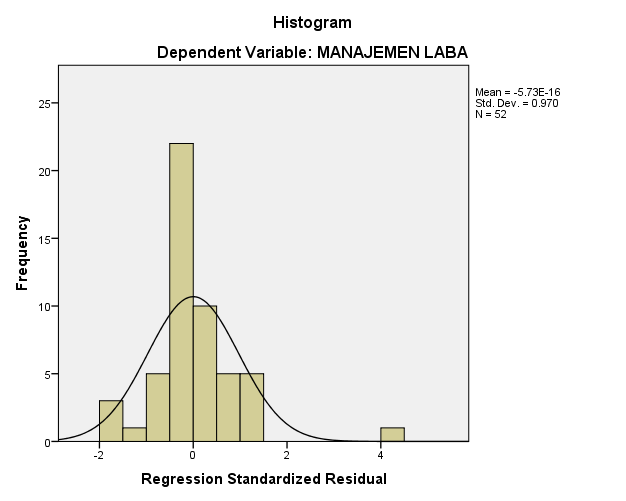 Histogram
Dependent Variable: MANAJEMEN LABA
Mean = -5.73E-16
Std. Dev. = 0.970
N = 52
Frequency
25
20
15
10
5
0
-2
0
2
4
Regression Standardized Residual